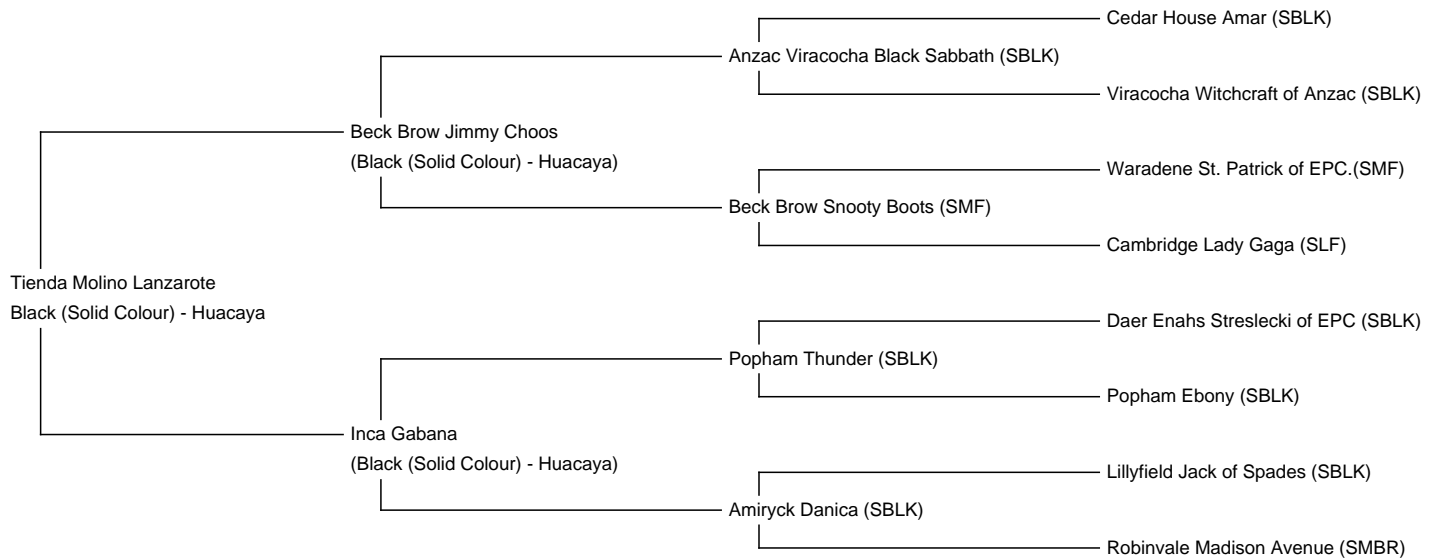 Cedar House Amar (SBLK)
Anzac Viracocha Black Sabbath (SBLK)
Viracocha Witchcraft of Anzac (SBLK)
Beck Brow Jimmy Choos
(Black (Solid Colour) - Huacaya)
Waradene St. Patrick of EPC.(SMF)
Beck Brow Snooty Boots (SMF)
Cambridge Lady Gaga (SLF)
Tienda Molino Lanzarote
Black (Solid Colour) - Huacaya
Daer Enahs Streslecki of EPC (SBLK)
Popham Thunder (SBLK)
Popham Ebony (SBLK)
Inca Gabana
(Black (Solid Colour) - Huacaya)
Lillyfield Jack of Spades (SBLK)
Amiryck Danica (SBLK)
Robinvale Madison Avenue (SMBR)